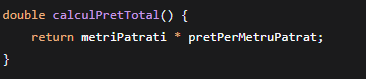 double calculPretTotal() {
    return metriPatrati * pretPerMetruPatrat;
}